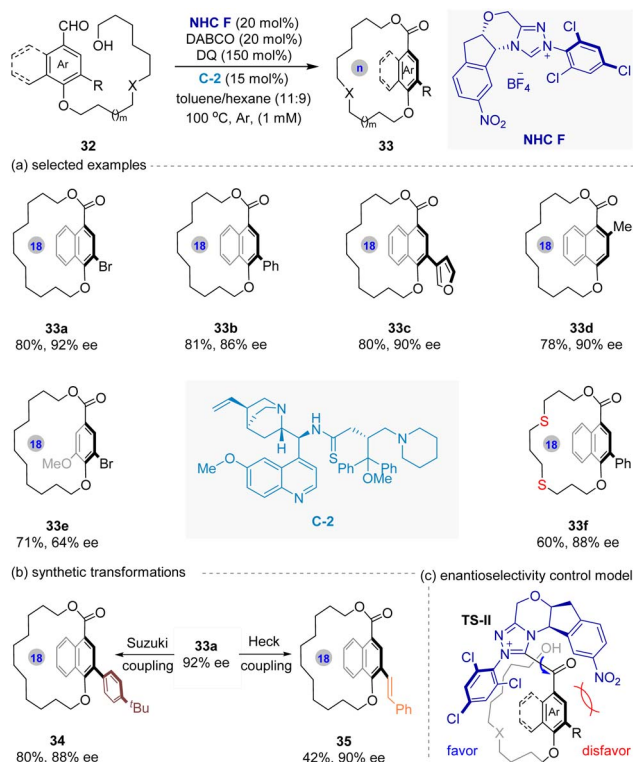 CHO
OH
Ar
R
O
X
( )m
32
NHC F (20 mol%)
DABCO (20 mol%)
DQ (150 mol%)
C-2 (15 mol%)
toluene/hexane (11:9)
100 °C, Ar, (1 mM)
O
O
n
Ar
X
R
( )m
O
33
O
N
N
N
+
Cl
Cl
Cl
BF4 −
NO2
NHC F
(a) selected examples
O
O
18
Br
O
33a
80%, 92% ee
O
O
18
Ph
O
33b
81%, 86% ee
O
O
18
O
O
33c
80%, 90% ee
O
O
Me
18
O
33d
78%, 90% ee
O
O
18
MeO
Br
O
33e
71%, 64% ee
N
H
H
N
N
MeO
S
Ph
Ph
OMe
N
C-2
O
O
S
18
S
Ph
O
33f
60%, 88% ee
(b) synthetic transformations
O
O
18
O
tBu
34
80%, 88% ee
Suzuki
coupling
33a
92% ee
Heck
coupling
O
O
18
O
Ph
35
42%, 90% ee
(c) enantioselectivity control model
TS-II
O
N
N
N
+
OH
O
Cl
Cl
Cl
NO2
Ar
X
R
O
favor
disfavor